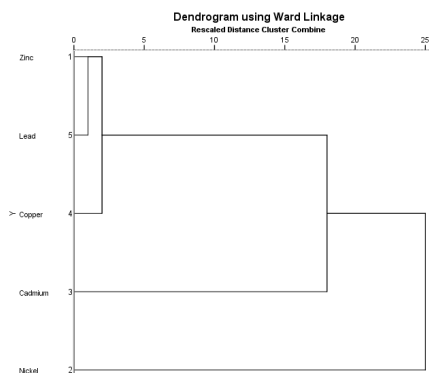 Dendrogram using Ward Linkage
Rescaled Distance Cluster Combine
0 5 10 15 20 25
Zinc 1
Lead 5
Y Copper 4
Cadmium 3
Nickel 2